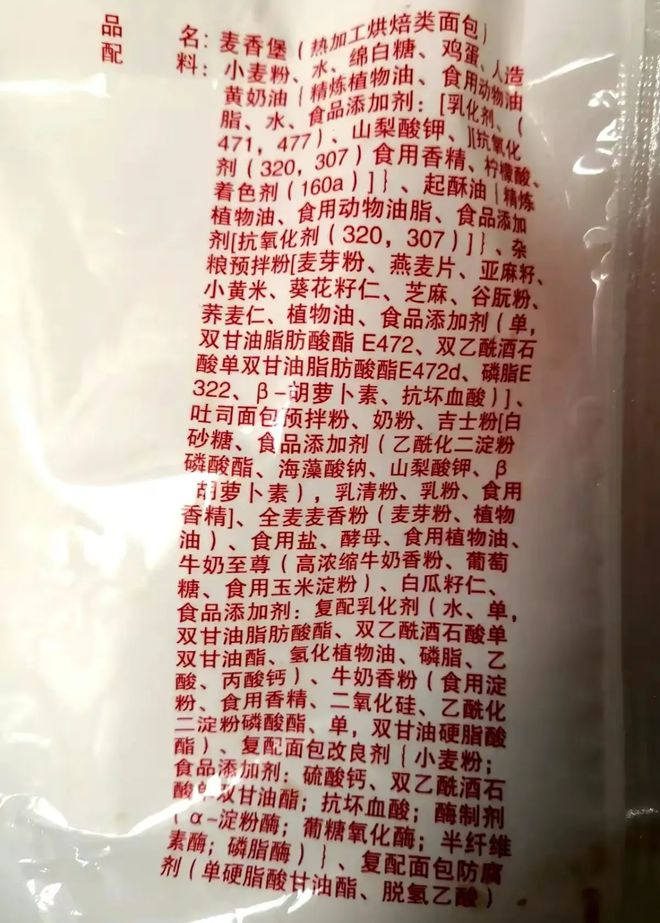 品 名：麦香堡（热加工烘焙类面包）
配 料：小麦粉、水、绵白糖、鸡蛋、人造
黄奶油｛精炼植物油、食用动物油
脂、水、食品添加剂：[乳化剂、（
471，477）、山梨酸钾、][抗氧化
剂（320，307）食用香精、柠檬酸、
着色剂（160a）]｝、起酥油｛精炼
植物油、食用动物油脂、食品添加
剂[抗氧化剂（320，307）]｝、杂
粮预拌粉[麦芽粉、燕麦片、亚麻籽、
小黄米、葵花籽仁、芝麻、谷朊粉、
荞麦仁、植物油、食品添加剂（单，
双甘油脂肪酸酯 E472、双乙酰酒石
酸单双甘油脂肪酸酯E472d、磷脂E
322、β-胡萝卜素、抗坏血酸）]、
吐司面包预拌粉、奶粉、吉士粉[白
砂糖、食品添加剂（乙酰化二淀粉
磷酸酯、海藻酸钠、山梨酸钾、β
胡萝卜素），乳清粉、乳粉、食用
香精]、全麦麦香粉（麦芽粉、植物
油）、食用盐、酵母、食用植物油、
牛奶至尊（高浓缩牛奶香粉、葡萄
糖、食用玉米淀粉）、白瓜籽仁、
食品添加剂：复配乳化剂（水、单，
双甘油脂肪酸酯、双乙酰酒石酸单
双甘油酯、氢化植物油、磷脂、乙
酸、丙酸钙）、牛奶香粉（食用淀
粉、食用香精、二氧化硅、乙酰化
二淀粉磷酸酯、单，双甘油硬脂酸
酯）、复配面包改良剂｛小麦粉；
食品添加剂：硫酸钙、双乙酰酒石
酸单双甘油酯；抗坏血酸；酶制剂
（α-淀粉酶；葡糖氧化酶；半纤维
素酶；磷脂酶）｝、复配面包防腐
剂（单硬脂酸甘油酯、脱氢乙酸）